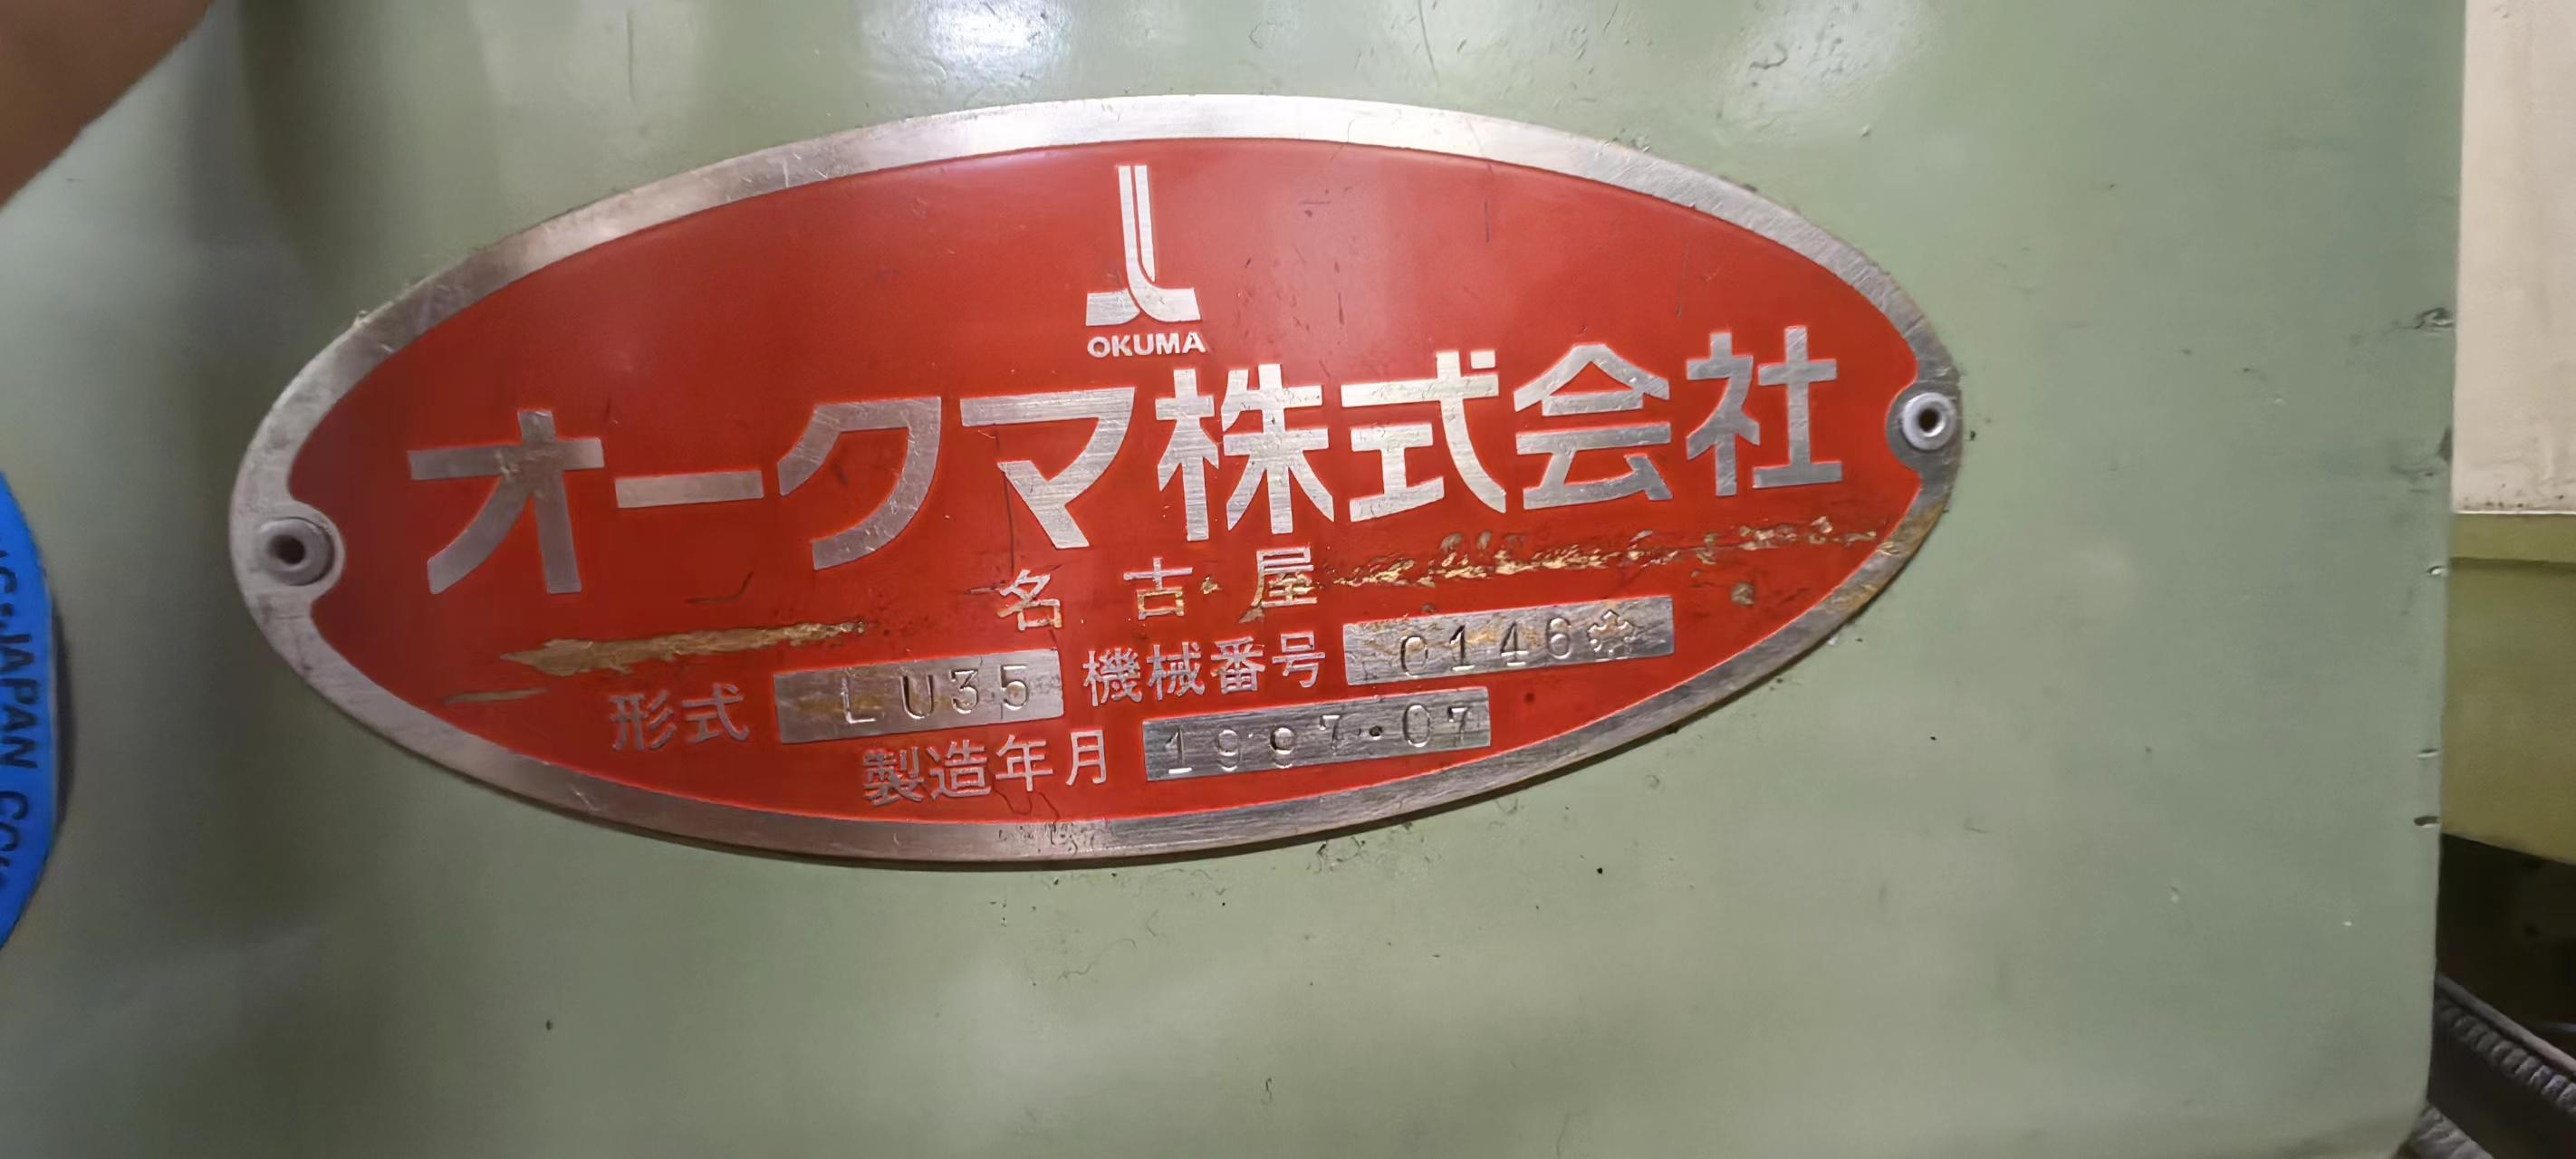 OKUMA
オークマ株式会社
名古屋
形式 LU35 機械番号 0146
製造年月 1997・07
JAPAN